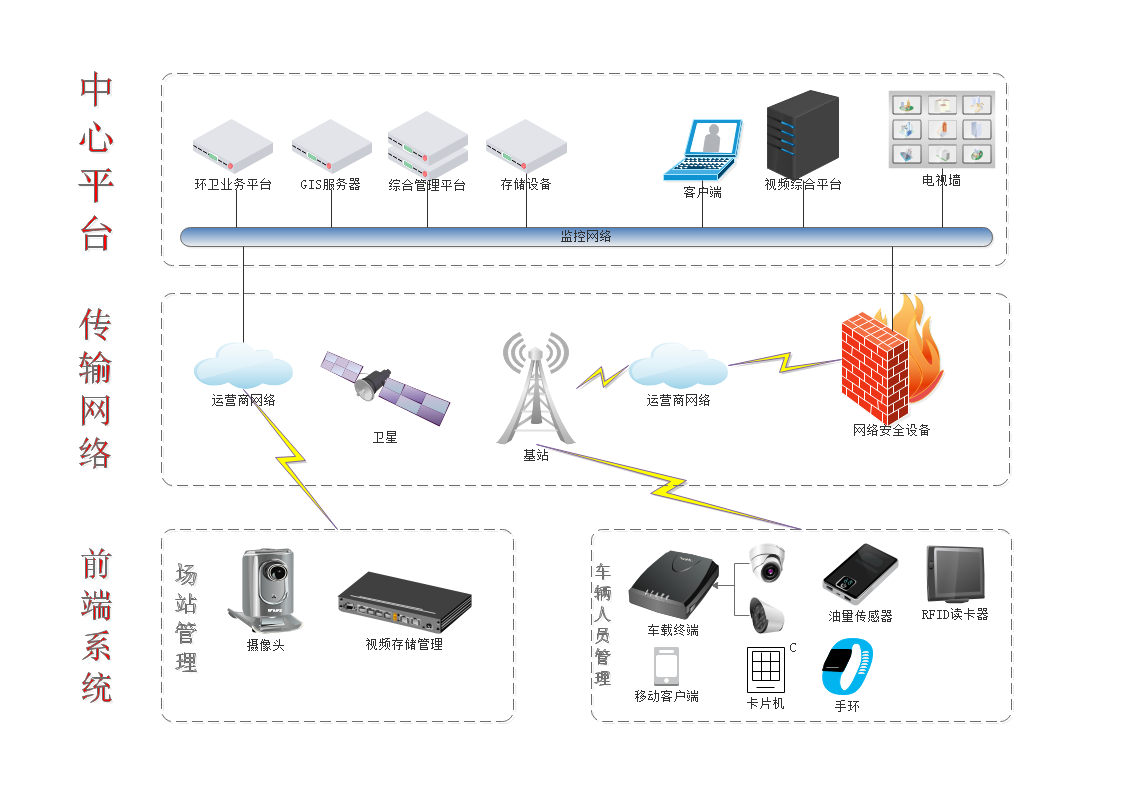 中心平台
环卫业务平台
GIS服务器
综合管理平台
存储设备
客户端
视频综合平台
电视墙
监控网络
传输网络
运营商网络
卫星
基站
运营商网络
网络安全设备
前端系统
场站管理
摄像头
视频存储管理
车辆人员管理
车载终端
油量传感器
RFID读卡器
移动客户端
C
卡片机
手环